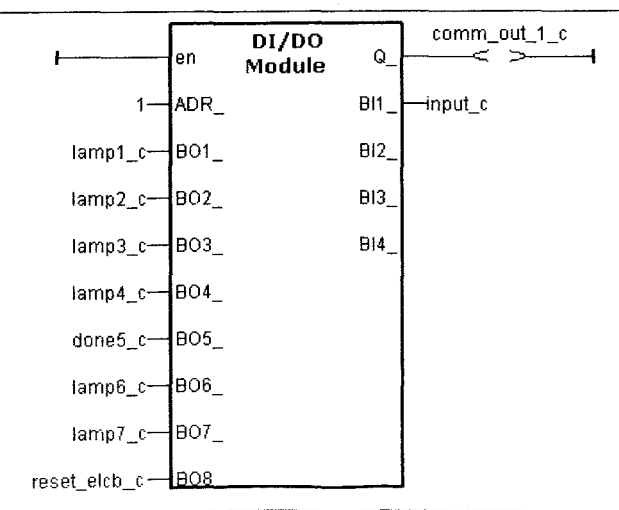 DI/DO
Module
comm_out_1_c
en
Q_
1
ADR_
BI1_
input_c
lamp1_c
BO1_
BI2_
lamp2_c
BO2_
BI3_
lamp3_c
BO3_
BI4_
lamp4_c
BO4_
done5_c
BO5_
lamp6_c
BO6_
lamp7_c
BO7_
reset_elcb_c
BO8